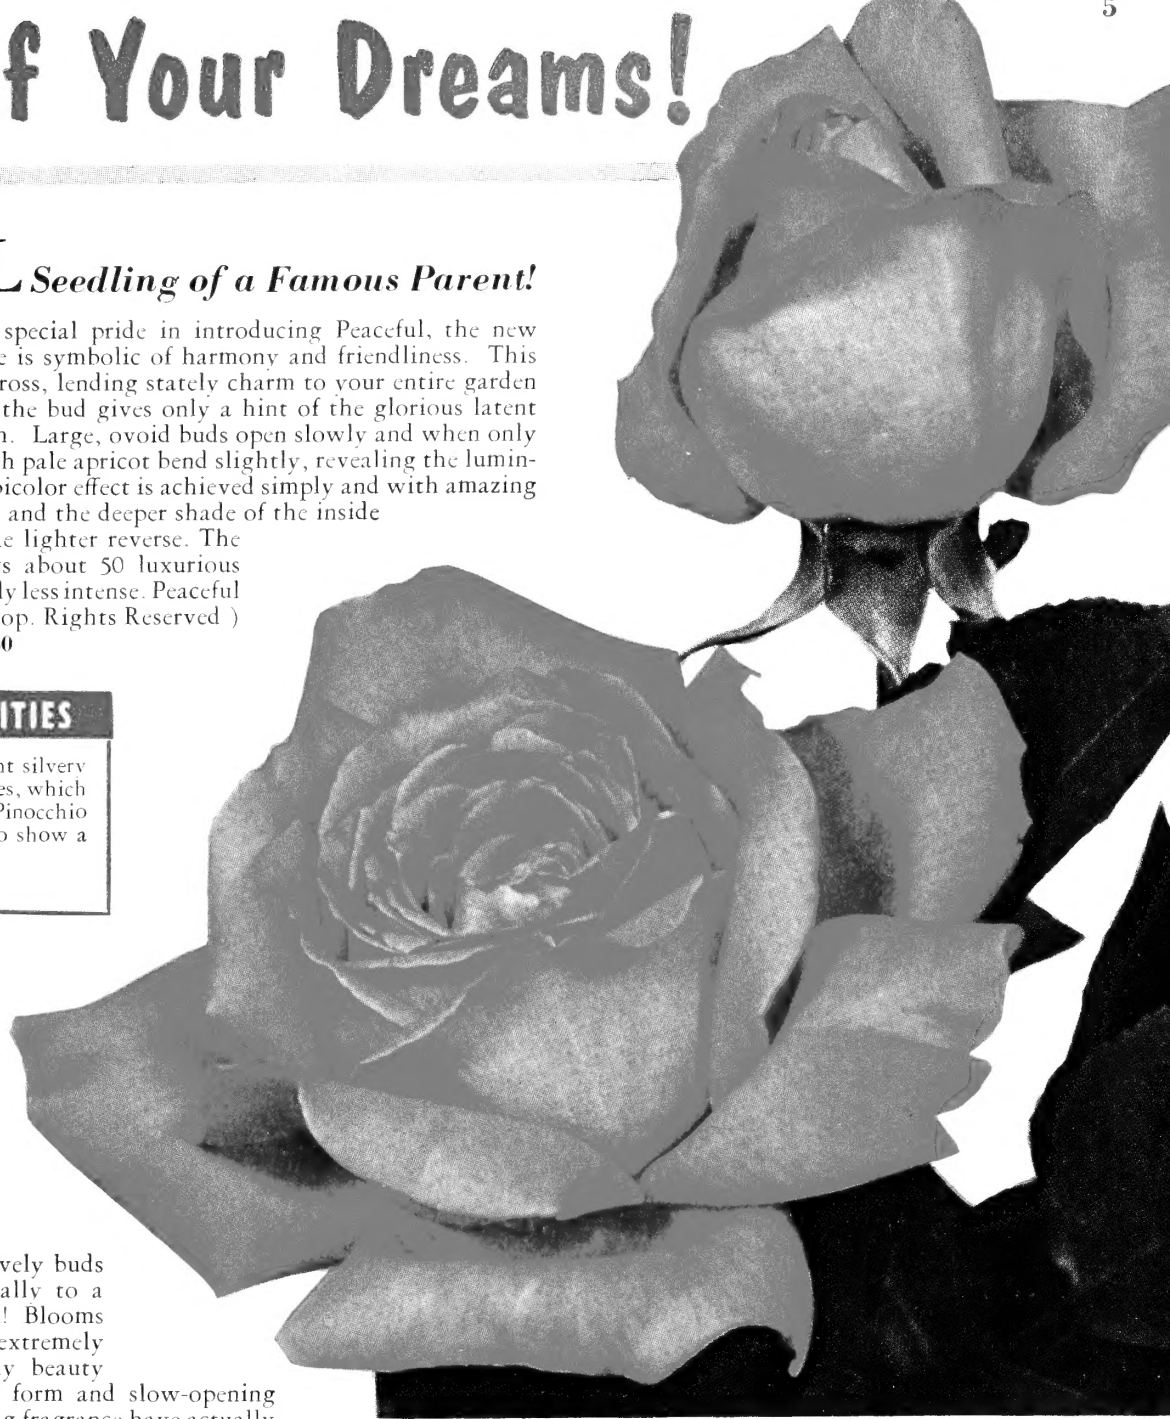 5
f Your Dreams!
L Seedling of a Famous Parent!
special pride in introducing Peaceful, the new
e is symbolic of harmony and friendliness. This
ross, lending stately charm to your entire garden
the bud gives only a hint of the glorious latent
n. Large, ovoid buds open slowly and when only
h pale apricot bend slightly, revealing the lumin-
bicolor effect is achieved simply and with amazing
and the deeper shade of the inside
e lighter reverse. The
s about 50 luxurious
ly less intense. Peaceful
op. Rights Reserved )
0
ITIES
nt silvery
es, which
Pinocchio
o show a
vely buds
ally to a
! Blooms
extremely
y beauty
form and slow-opening
g fragrance have actually